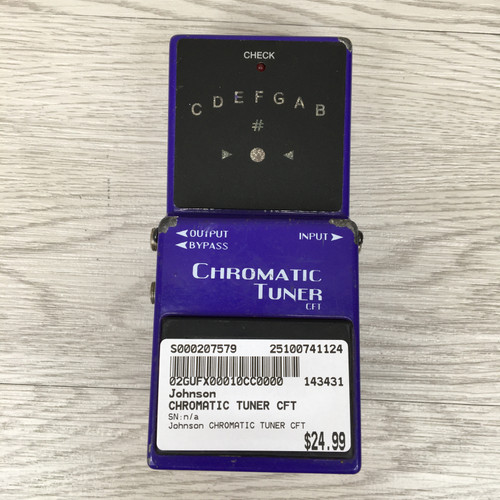 CHECK
C D E F G A B
#
OUTPUT
BYPASS
INPUT
CHROMATIC
TUNER
CFT
S000207579 25100741124
02GUFX00010CC0000 143431
Johnson
CHROMATIC TUNER CFT
SN:n/a
Johnson CHROMATIC TUNER CFT
$24.99